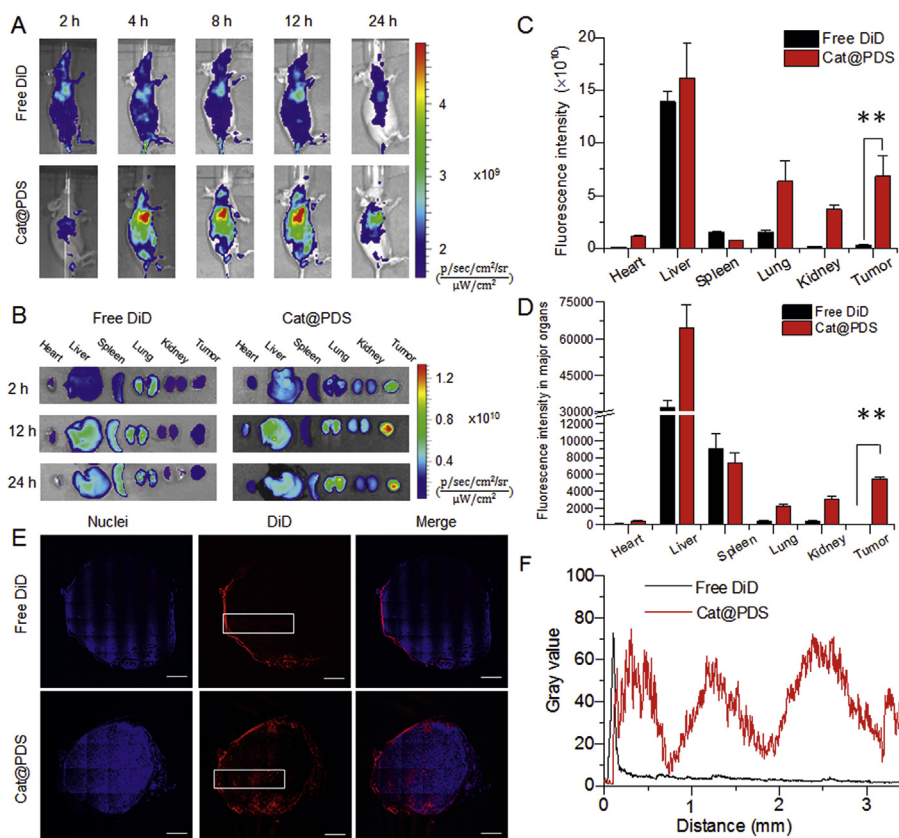 A
2 h 4 h 8 h 12 h 24 h
Free DiD
Cat@PDS
4
3
2
×10⁹
p/sec/cm²/sr
(μW/cm²)
B
Free DiD Cat@PDS
Heart Liver Spleen Lung Kidney Tumor Heart Liver Spleen Lung Kidney Tumor
2 h
12 h
24 h
1.2
0.8
0.4
×10¹⁰
p/sec/cm²/sr
(μW/cm²)
C
Free DiD
Cat@PDS
**
Fluorescence intensity (×10¹⁰)
20
15
10
5
0
Heart Liver Spleen Lung Kidney Tumor
D
Free DiD
Cat@PDS
**
Fluorescence intensity in major organs
75000
60000
45000
30000
12000
10000
8000
6000
4000
2000
0
Heart Liver Spleen Lung Kidney Tumor
E
Nuclei DiD Merge
Free DiD
Cat@PDS
F
Free DiD
Cat@PDS
Gray value
100
80
60
40
20
0
0 1 2 3
Distance (mm)